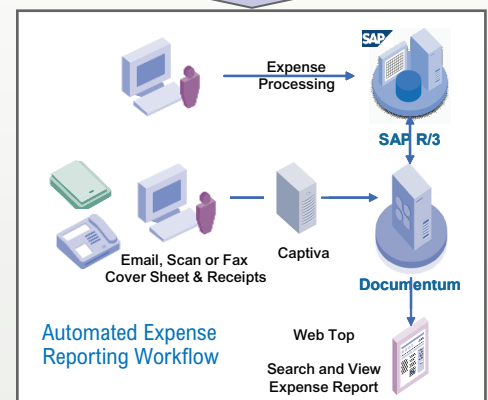 SAP
Expense
Processing
SAP R/3
Email, Scan or Fax
Cover Sheet & Receipts
Captiva
Documentum
Automated Expense
Reporting Workflow
Web Top
Search and View
Expense Report